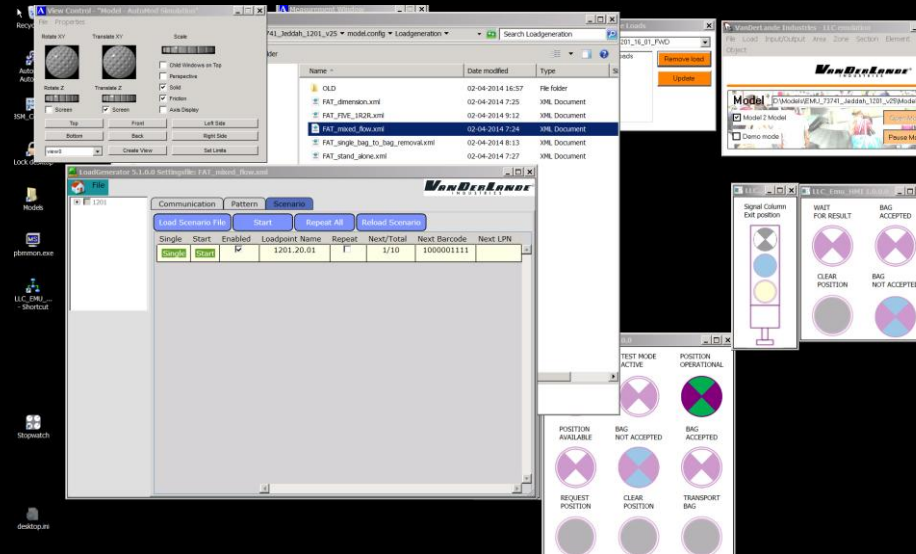 View Control - "Model - AutoMod Simulation"
File Properties
Rotate XY Translate XY Scale
Child Windows on Top
Perspective
Solid
Friction
Axis Display
Rotate Z Translate Z
Screen Screen
Top Front Left Side
Bottom Back Right Side
view0 Create View Set Limits
Measurement Window
_Jeddah_1201_v25 model.config Loadgeneration Search Loadgeneration
Name Date modified Type
OLD 02-04-2014 16:57 File folder
FAT_dimension.xml 02-04-2014 7:25 XML Document
FAT_FIVE_1R2R.xml 02-04-2014 9:12 XML Document
FAT_mixed_flow.xml 02-04-2014 7:24 XML Document
FAT_single_bag_to_bag_removal.xml 02-04-2014 8:13 XML Document
FAT_stand_alone.xml 02-04-2014 7:27 XML Document
Remove load
Update
VanDerLande Industries - LLC emulation
File Load Input/Output Area Zone Section Element
Object
VANDERLANDE
INDUSTRIES
Model
Model 2 Model
Demo mode
Pause
Lock desktop
Models
pbmmon.exe
LLC_EMU_...
- Shortcut
Stopwatch
desktop.ini
LoadGenerator 5.1.0.0 Settingsfile: FAT_mixed_flow.xml
File
VANDERLANDE
INDUSTRIES
1201
Communication Pattern Scenario
Load Scenario File Start Repeat All Reload Scenario
Single Start Enabled Loadpoint Name Repeat Next/Total Next Barcode Next LPN
Single Start 1201.20.01 1/10 1000001111
LLC...
Signal Column
Exit position
WAIT
FOR RESULT
BAG
ACCEPTED
CLEAR
POSITION
BAG
NOT ACCEPTED
TEST MODE
ACTIVE
POSITION
OPERATIONAL
POSITION
AVAILABLE
BAG
NOT ACCEPTED
BAG
ACCEPTED
REQUEST
POSITION
CLEAR
POSITION
TRANSPORT
BAG